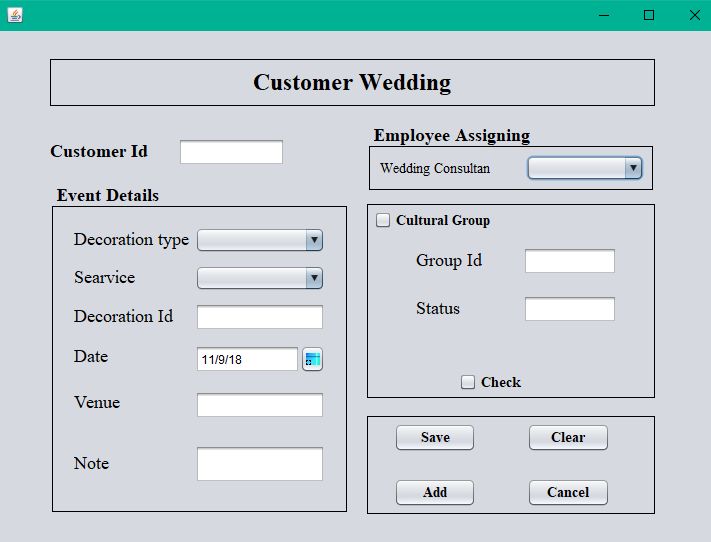 Customer Wedding
Customer Id
Employee Assigning
Wedding Consultan
Event Details
Decoration type
Searvice
Decoration Id
Date
11/9/18
Venue
Note
Cultural Group
Group Id
Status
Check
Save
Clear
Add
Cancel